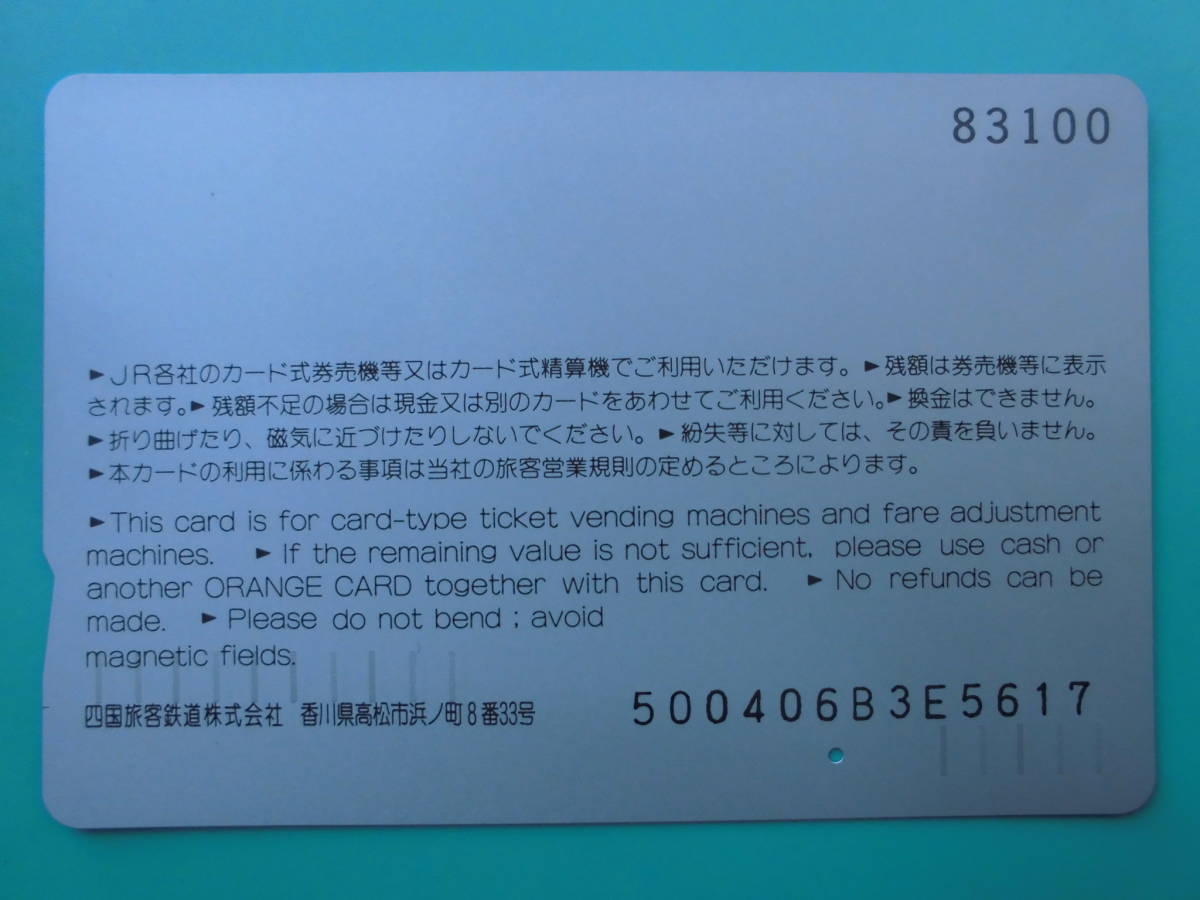 83100
►JR各社のカード式券売機等又はカード式精算機でご利用いただけます。►残額は券売機等に表示
されます。►残額不足の場合は現金又は別のカードをあわせてご利用ください。►換金はできません。
►折り曲げたり、磁気に近づけたりしないでください。►紛失等に対しては、その責を負いません。
►本カードの利用に係わる事項は当社の旅客営業規則の定めるところによります。
►This card is for card-type ticket vending machines and fare adjustment
machines. ►If the remaining value is not sufficient, please use cash or
another ORANGE CARD together with this card. ►No refunds can be
made. ►Please do not bend ; avoid
magnetic fields.
四国旅客鉄道株式会社 香川県高松市浜ノ町8番33号
500406B3E5617